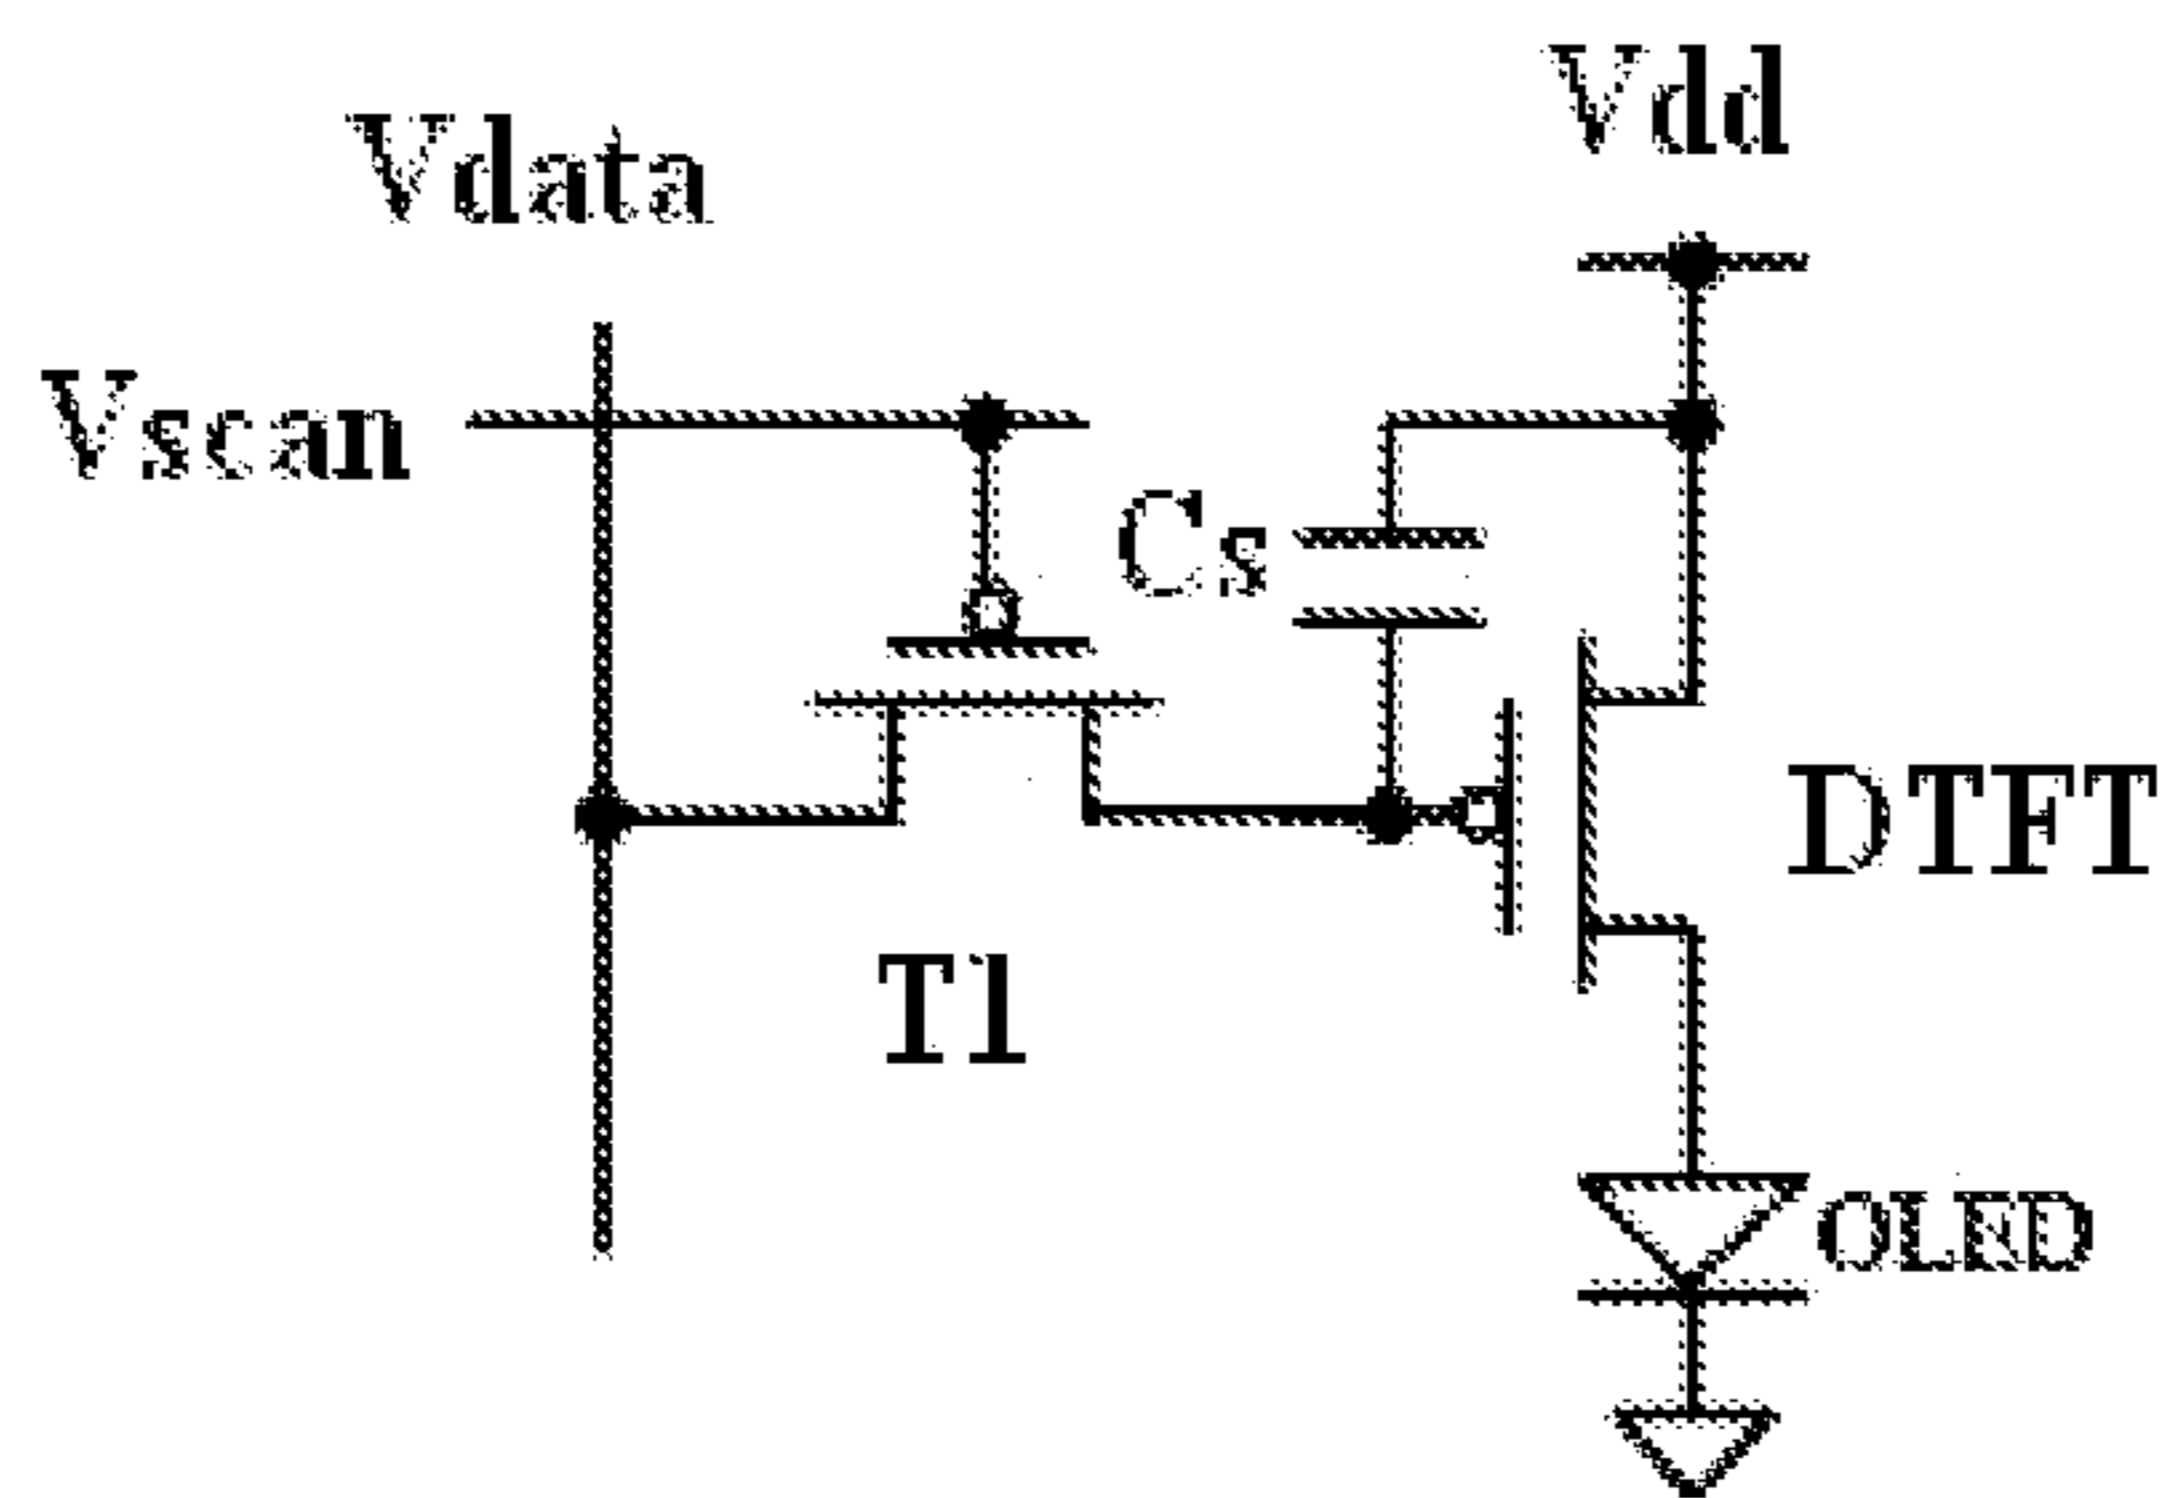 Vdd
Vdata
Vscan
Cs
DTFT
T1
OLED